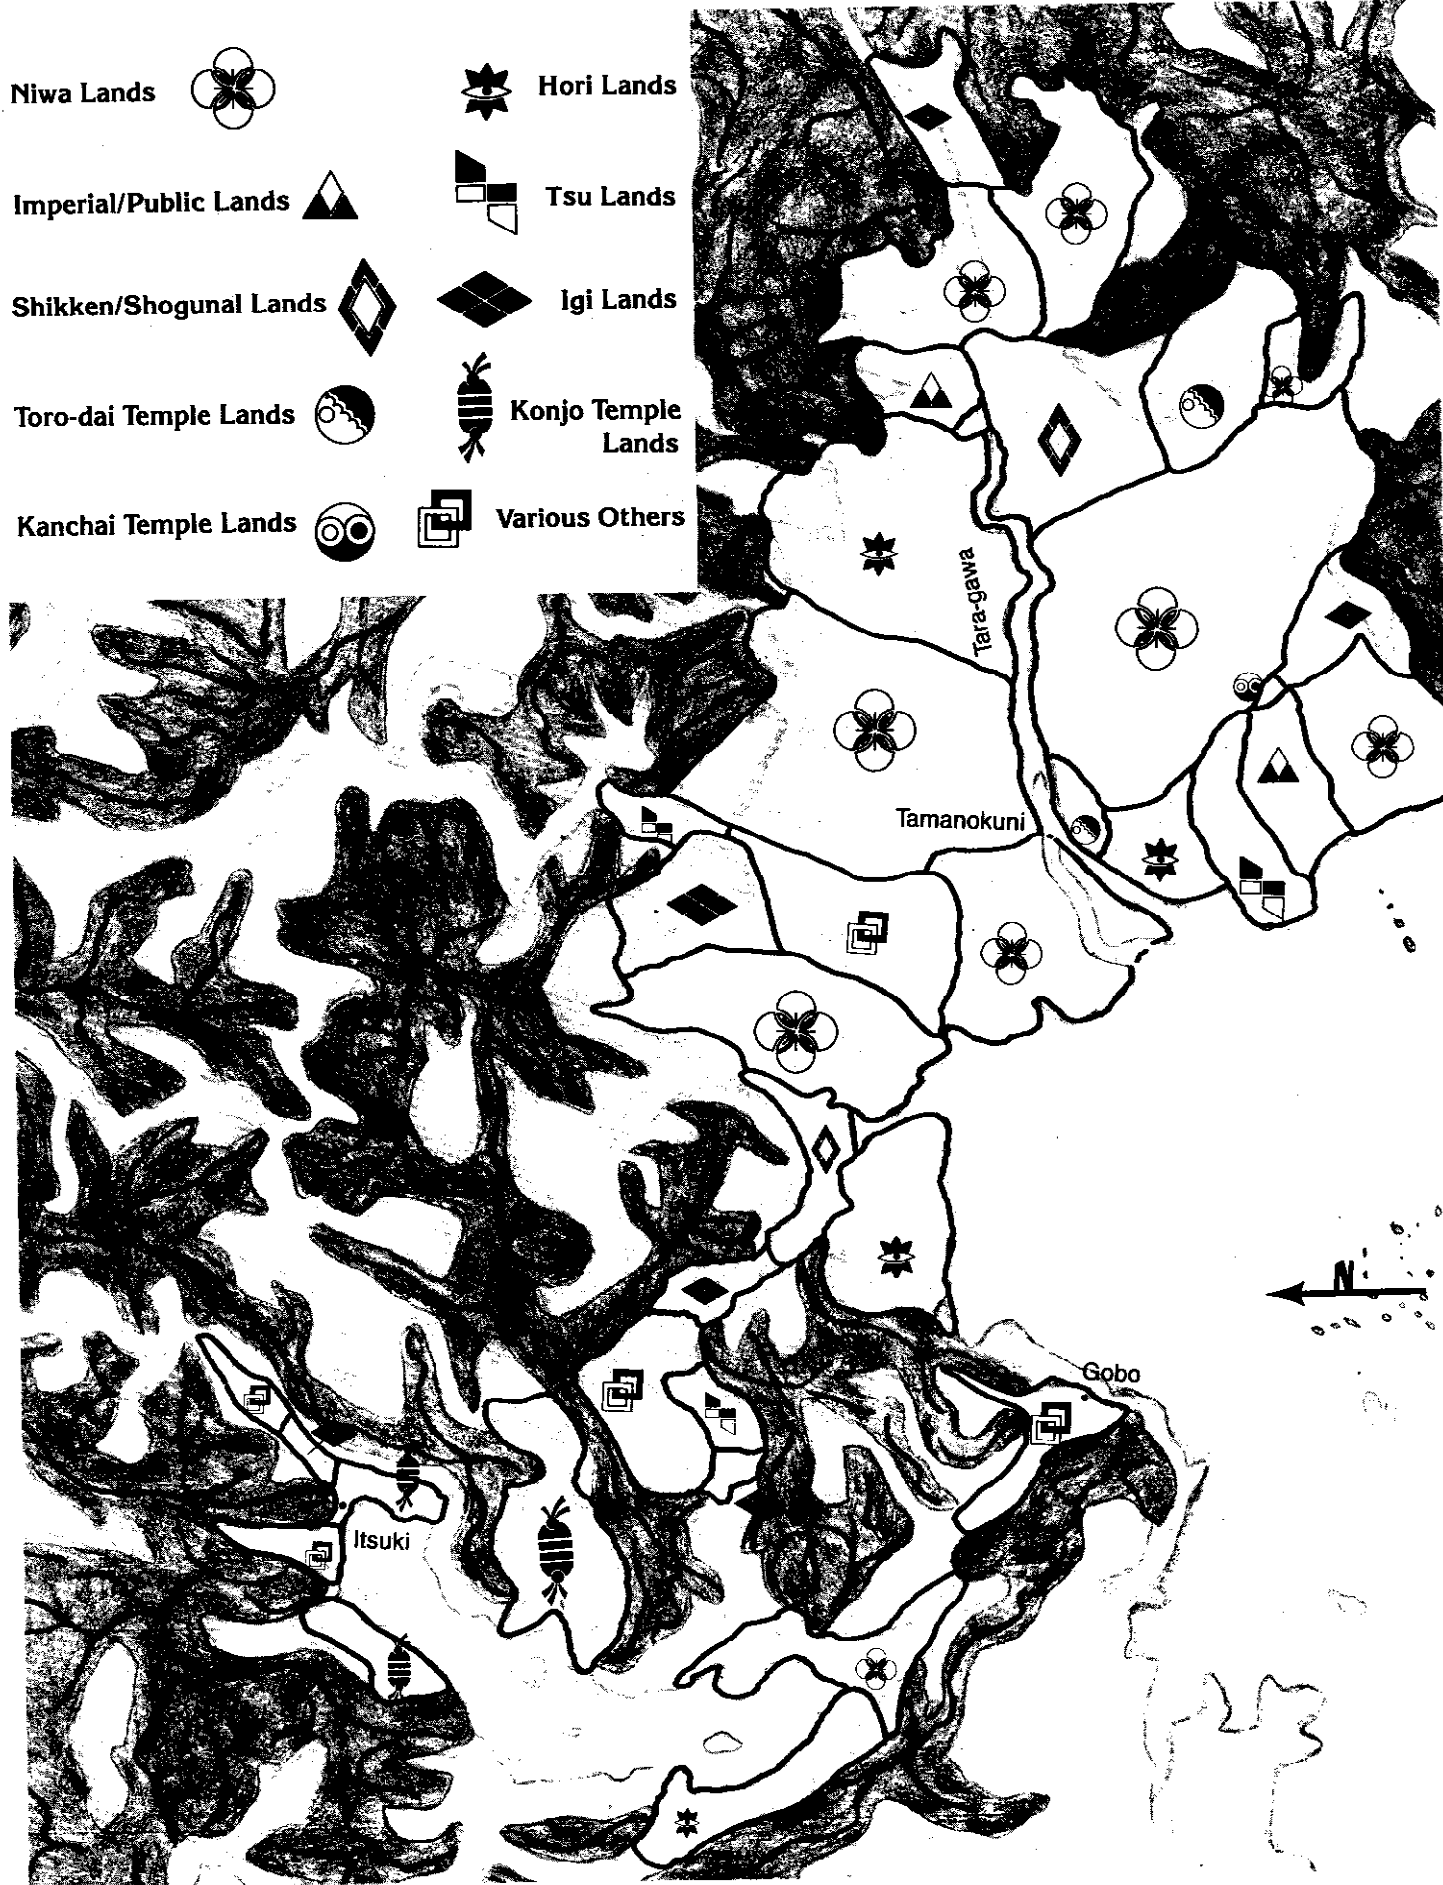 Niwa Lands
Hori Lands
Imperial/Public Lands
Tsu Lands
Shikken/Shogunal Lands
Igi Lands
Toro-dai Temple Lands
Konjo Temple
Lands
Kanchai Temple Lands
Various Others
Tara-gawa
Tamanokuni
N
Gobo
Itsuki